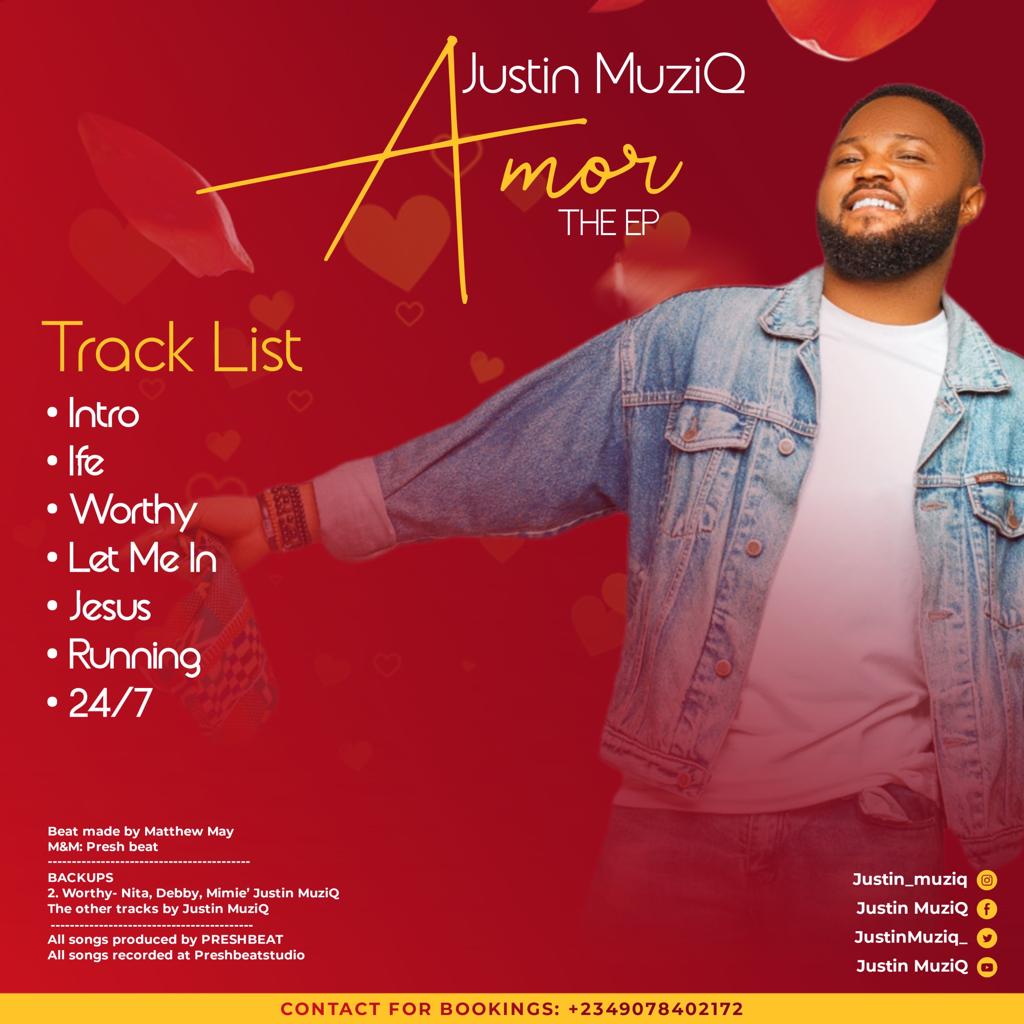 Justin MuziQ
Amor
THE EP
Track List
• Intro
• Ife
• Worthy
• Let Me In
• Jesus
• Running
• 24/7
Beat made by Matthew May
M&M: Presh beat
------------------------------------------
BACKUPS
2. Worthy- Nita, Debby, Mimie’ Justin MuziQ
The other tracks by Justin MuziQ
------------------------------------------
All songs produced by PRESHBEAT
All songs recorded at Preshbeatstudio
Justin_muziq
Justin MuziQ
JustinMuziq_
Justin MuziQ
CONTACT FOR BOOKINGS: +2349078402172